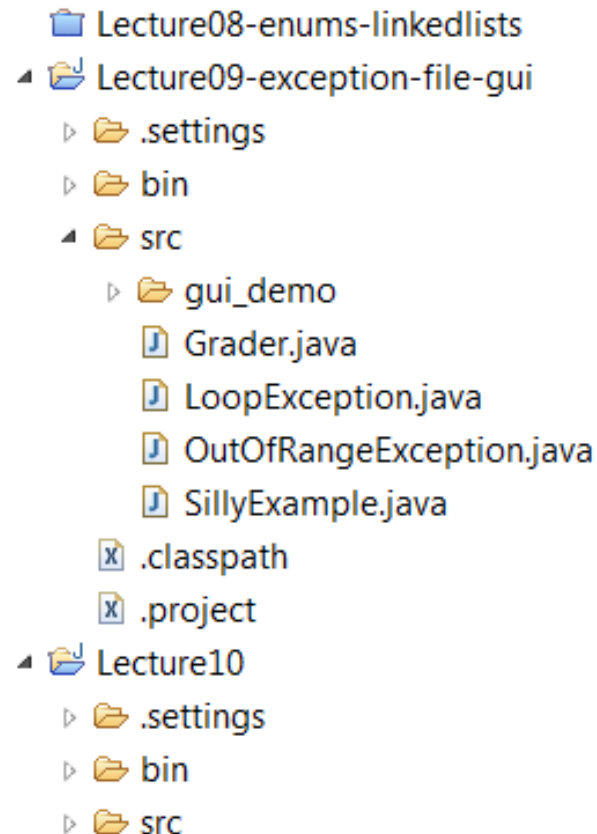 Lecture08-enums-linkedlists
Lecture09-exception-file-gui
.settings
bin
src
gui_demo
Grader.java
LoopException.java
OutOfRangeException.java
SillyExample.java
.classpath
.project
Lecture10
.settings
bin
src